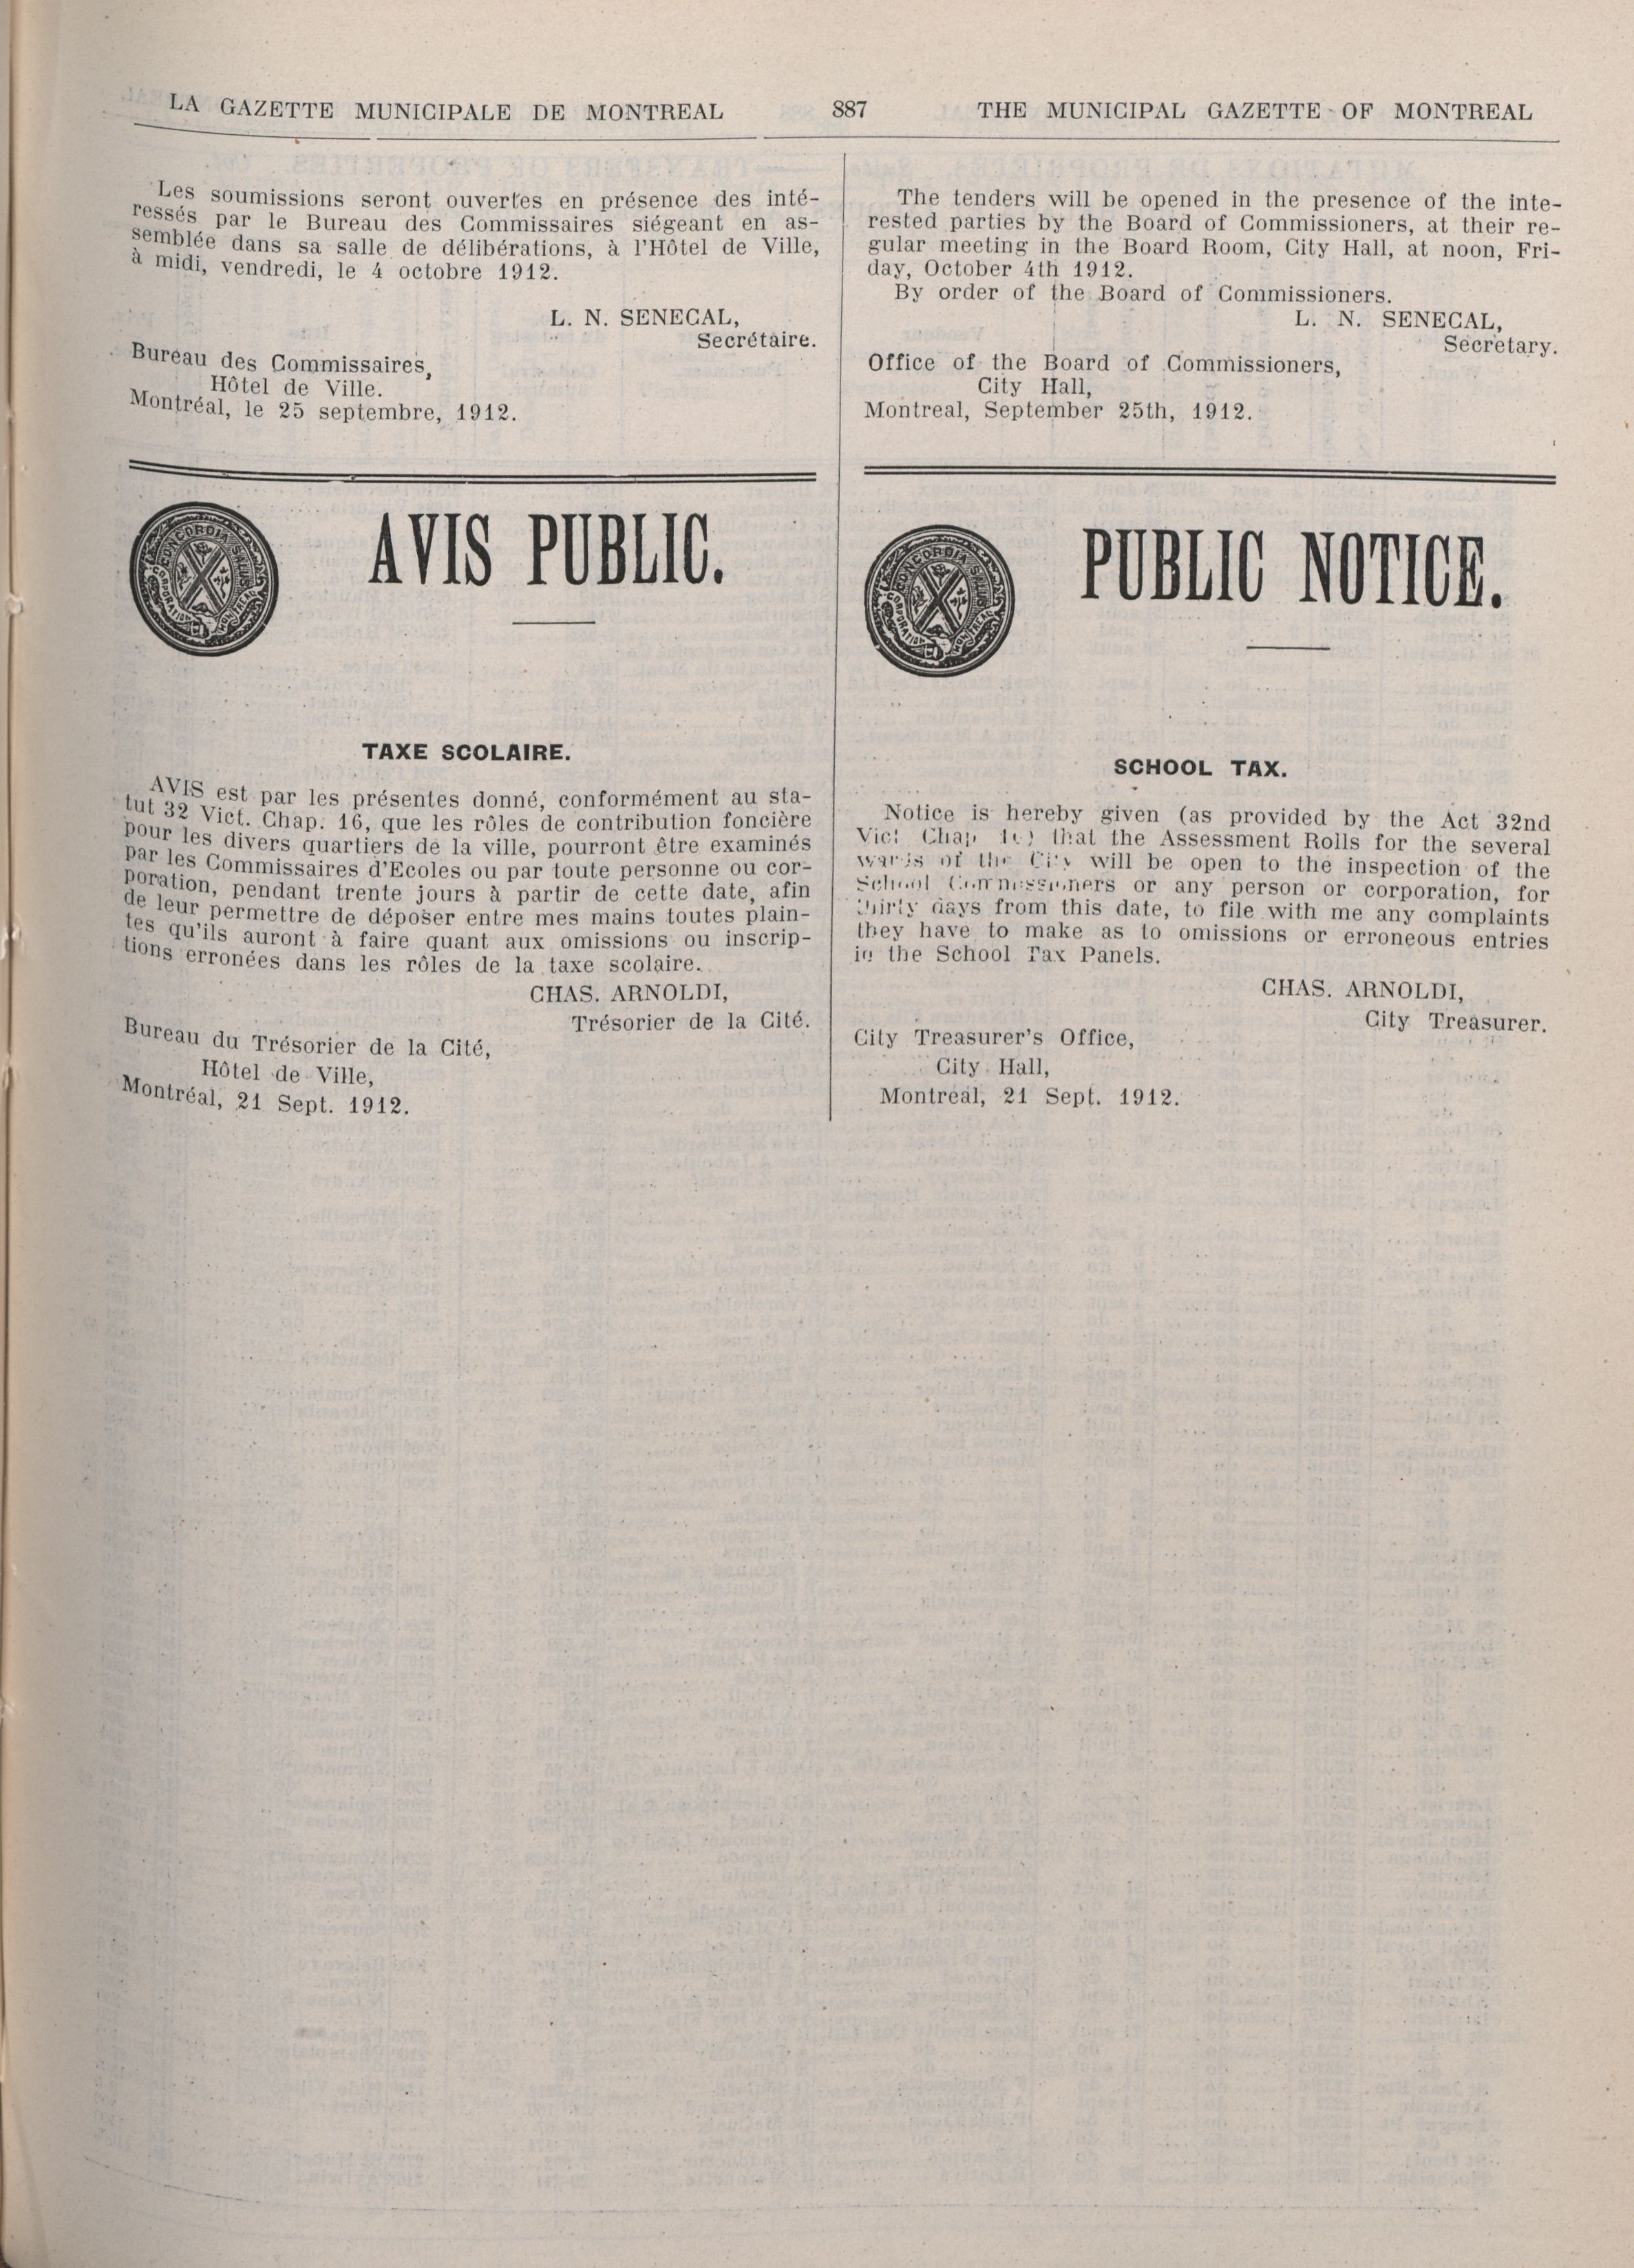 LA GAZETTE MUNICIPALE DE MONTREAL 887 THE MUNICIPAL GAZETTE OF MONTREAL
Les soumissions seront ouvertes en présence des inté-
ressés par le Bureau des Commissaires siégeant en as-
semblée dans sa salle de délibérations, à l'Hôtel de Ville,
à midi, vendredi, le 4 octobre 1912.
L. N. SENECAL,
Secrétaire.
Bureau des Commissaires,
Hôtel de Ville.
Montréal, le 25 septembre, 1912.
AVIS PUBLIC.
TAXE SCOLAIRE.
AVIS est par les présentes donné, conformément au sta-
tut 32 Vict. Chap. 16, que les rôles de contribution foncière
pour les divers quartiers de la ville, pourront être examinés
par les Commissaires d'Ecoles ou par toute personne ou cor-
poration, pendant trente jours à partir de cette date, afin
de leur permettre de déposer entre mes mains toutes plain-
tes qu'ils auront à faire quant aux omissions ou inscrip-
tions erronées dans les rôles de la taxe scolaire.
CHAS. ARNOLDI,
Trésorier de la Cité.
Bureau du Trésorier de la Cité,
Hôtel de Ville,
Montréal, 21 Sept. 1912.
The tenders will be opened in the presence of the inte-
rested parties by the Board of Commissioners, at their re-
gular meeting in the Board Room, City Hall, at noon, Fri-
day, October 4th 1912.
By order of the Board of Commissioners.
L. N. SENECAL,
Secretary.
Office of the Board of Commissioners,
City Hall,
Montreal, September 25th, 1912.
PUBLIC NOTICE.
SCHOOL TAX.
Notice is hereby given (as provided by the Act 32nd
Vict Chap 16) that the Assessment Rolls for the several
wards of the City will be open to the inspection of the
School Commissioners or any person or corporation, for
thirty days from this date, to file with me any complaints
they have to make as to omissions or erroneous entries
in the School Tax Panels.
CHAS. ARNOLDI,
City Treasurer.
City Treasurer's Office,
City Hall,
Montreal, 21 Sept. 1912.